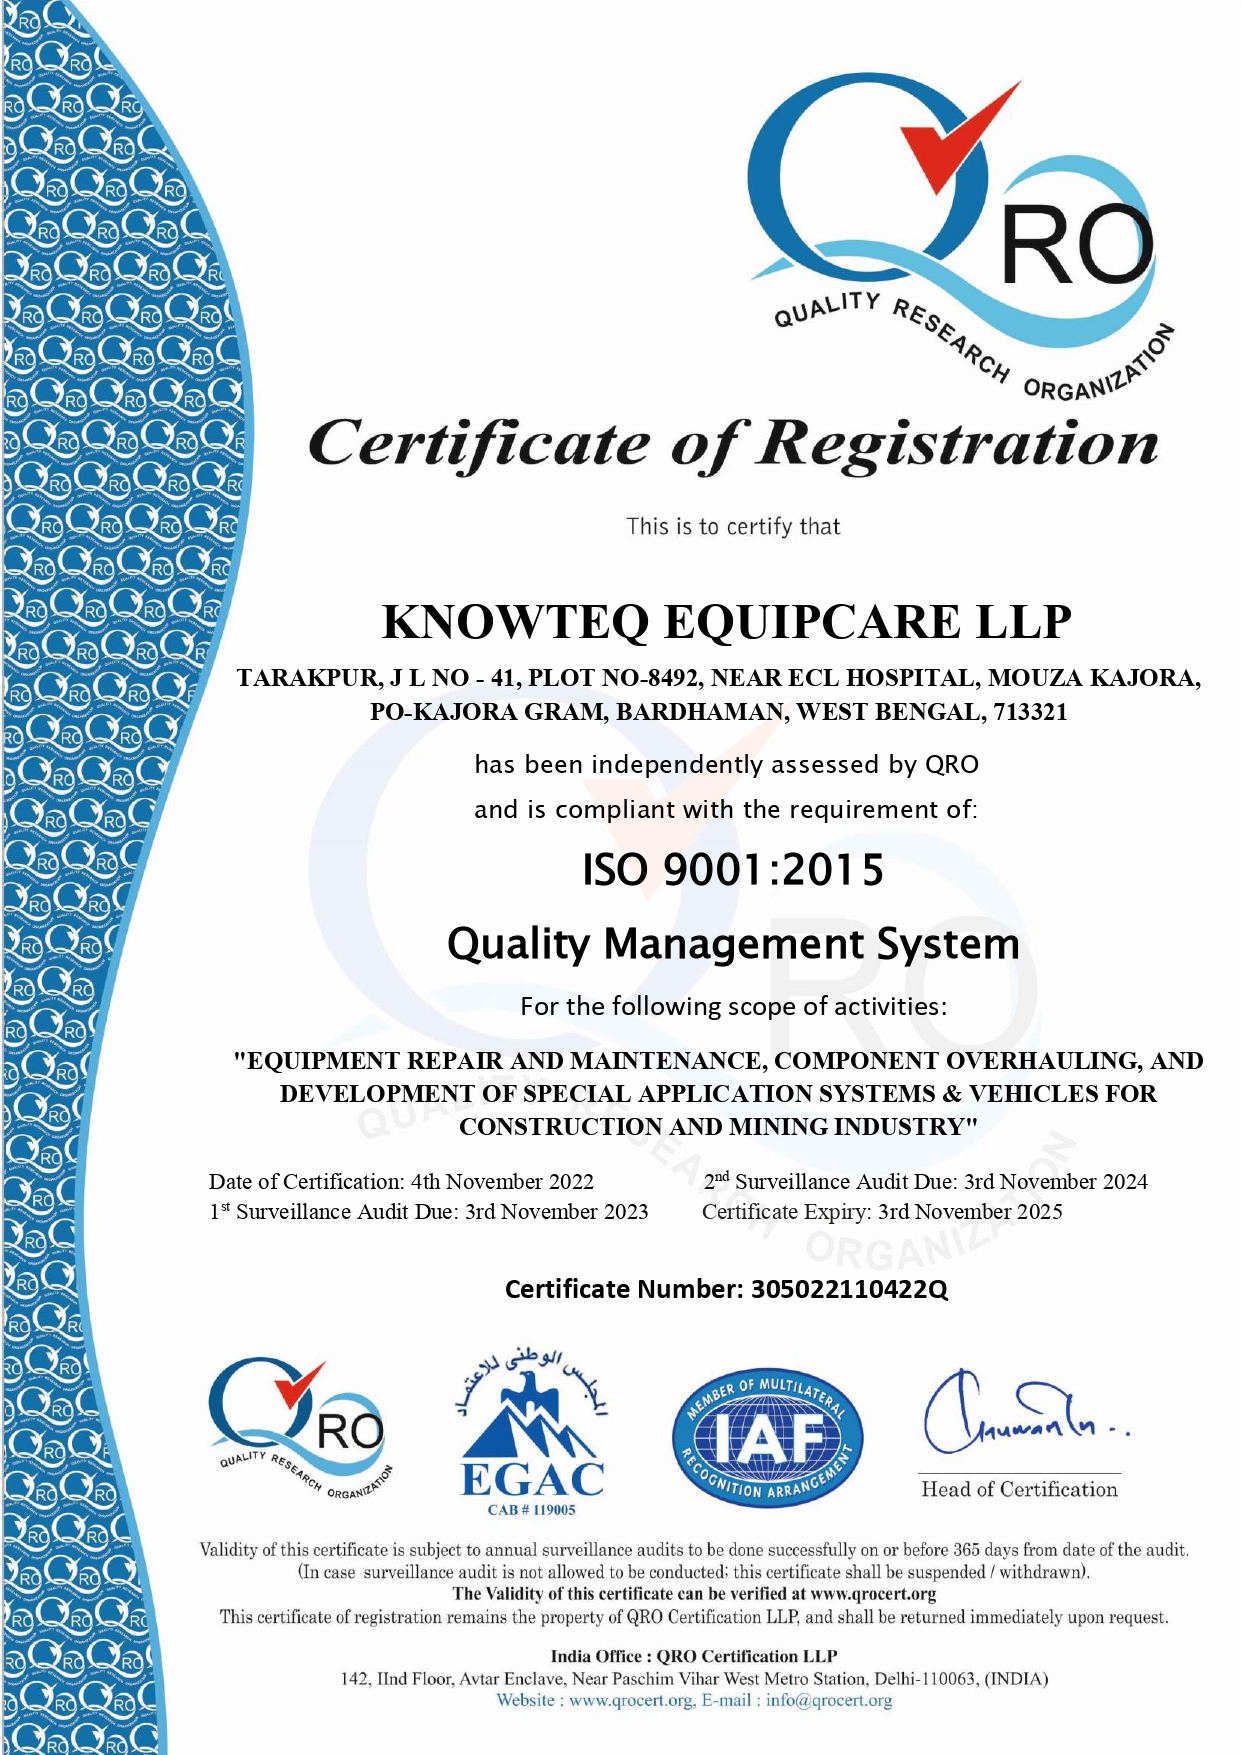 QRO
QUALITY RESEARCH ORGANIZATION
Certificate of Registration
This is to certify that
KNOWTEQ EQUIPCARE LLP
TARAKPUR, J L NO - 41, PLOT NO-8492, NEAR ECL HOSPITAL, MOUZA KAJORA,
PO-KAJORA GRAM, BARDHAMAN, WEST BENGAL, 713321
has been independently assessed by QRO
and is compliant with the requirement of:
ISO 9001:2015
Quality Management System
For the following scope of activities:
"EQUIPMENT REPAIR AND MAINTENANCE, COMPONENT OVERHAULING, AND
DEVELOPMENT OF SPECIAL APPLICATION SYSTEMS & VEHICLES FOR
CONSTRUCTION AND MINING INDUSTRY"
Date of Certification: 4th November 2022 2nd Surveillance Audit Due: 3rd November 2024
1st Surveillance Audit Due: 3rd November 2023 Certificate Expiry: 3rd November 2025
Certificate Number: 305022110422Q
QRO
QUALITY RESEARCH ORGANIZATION
المجلس الوطنى للاعتماد
EGAC
CAB # 119005
MEMBER OF MULTILATERAL
IAF
RECOGNITION ARRANGEMENT
Head of Certification
Validity of this certificate is subject to annual surveillance audits to be done successfully on or before 365 days from date of the audit.
(In case surveillance audit is not allowed to be conducted; this certificate shall be suspended / withdrawn).
The Validity of this certificate can be verified at www.qrocert.org
This certificate of registration remains the property of QRO Certification LLP, and shall be returned immediately upon request.
India Office : QRO Certification LLP
142, IInd Floor, Avtar Enclave, Near Paschim Vihar West Metro Station, Delhi-110063, (INDIA)
Website : www.qrocert.org, E-mail : info@qrocert.org